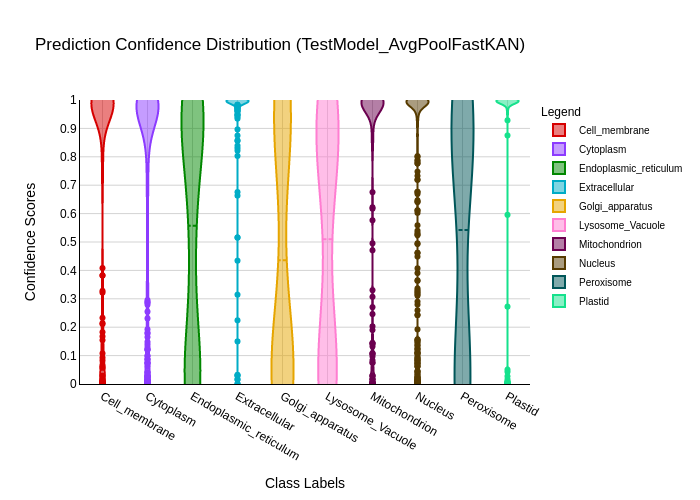 Prediction Confidence Distribution (TestModel_AvgPoolFastKAN)
Legend
Cell_membrane
Cytoplasm
Endoplasmic_reticulum
Extracellular
Golgi_apparatus
Lysosome_Vacuole
Mitochondrion
Nucleus
Peroxisome
Plastid
Confidence Scores
1
0.9
0.8
0.7
0.6
0.5
0.4
0.3
0.2
0.1
0
Cell_membrane
Cytoplasm
Endoplasmic_reticulum
Extracellular
Golgi_apparatus
Lysosome_Vacuole
Mitochondrion
Nucleus
Peroxisome
Plastid
Class Labels